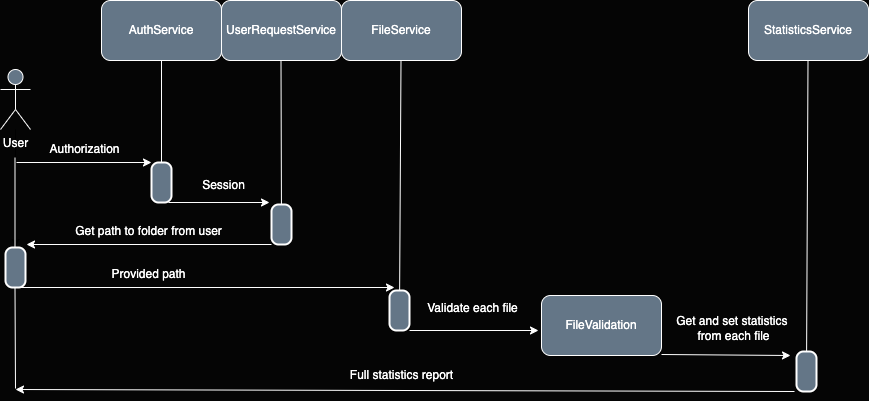 AuthService
UserRequestService
FileService
StatisticsService
User
Authorization
Session
Get path to folder from user
Provided path
Validate each file
FileValidation
Get and set statistics
from each file
Full statistics report